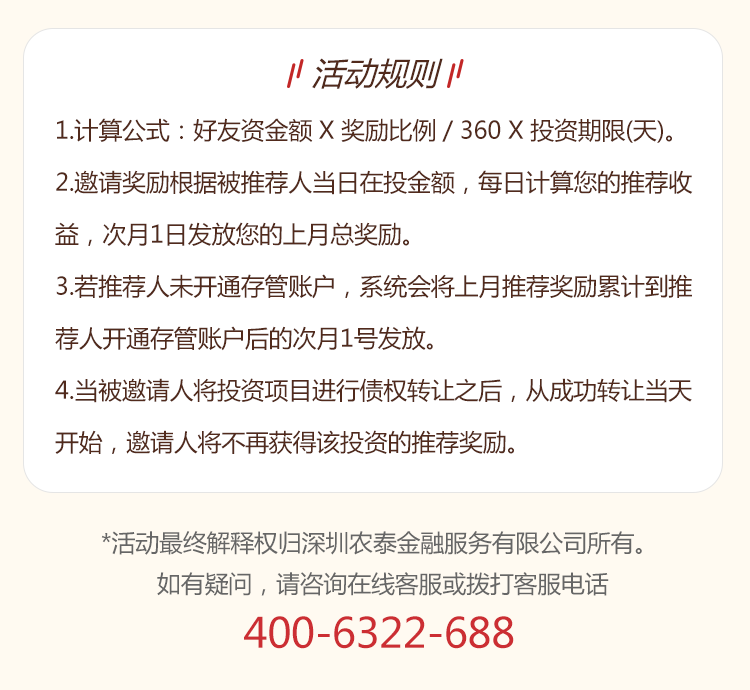 活动规则
1.计算公式：好友资金额 X 奖励比例 / 360 X 投资期限(天)。
2.邀请奖励根据被推荐人当日在投金额，每日计算您的推荐收
益，次月1日发放您的上月总奖励。
3.若推荐人未开通存管账户，系统会将上月推荐奖励累计到推
荐人开通存管账户后的次月1号发放。
4.当被邀请人将投资项目进行债权转让之后，从成功转让当天
开始，邀请人将不再获得该投资的推荐奖励。
*活动最终解释权归深圳农泰金融服务有限公司所有。
如有疑问，请咨询在线客服或拨打客服电话
400-6322-688